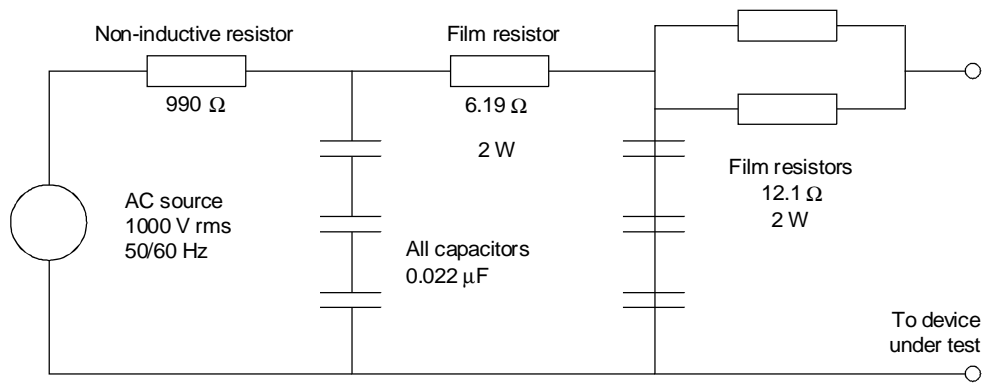 Non-inductive resistor
990 Ω
Film resistor
6.19 Ω
2 W
Film resistors
12.1 Ω
2 W
AC source
1000 V rms
50/60 Hz
All capacitors
0.022 μF
To device
under test